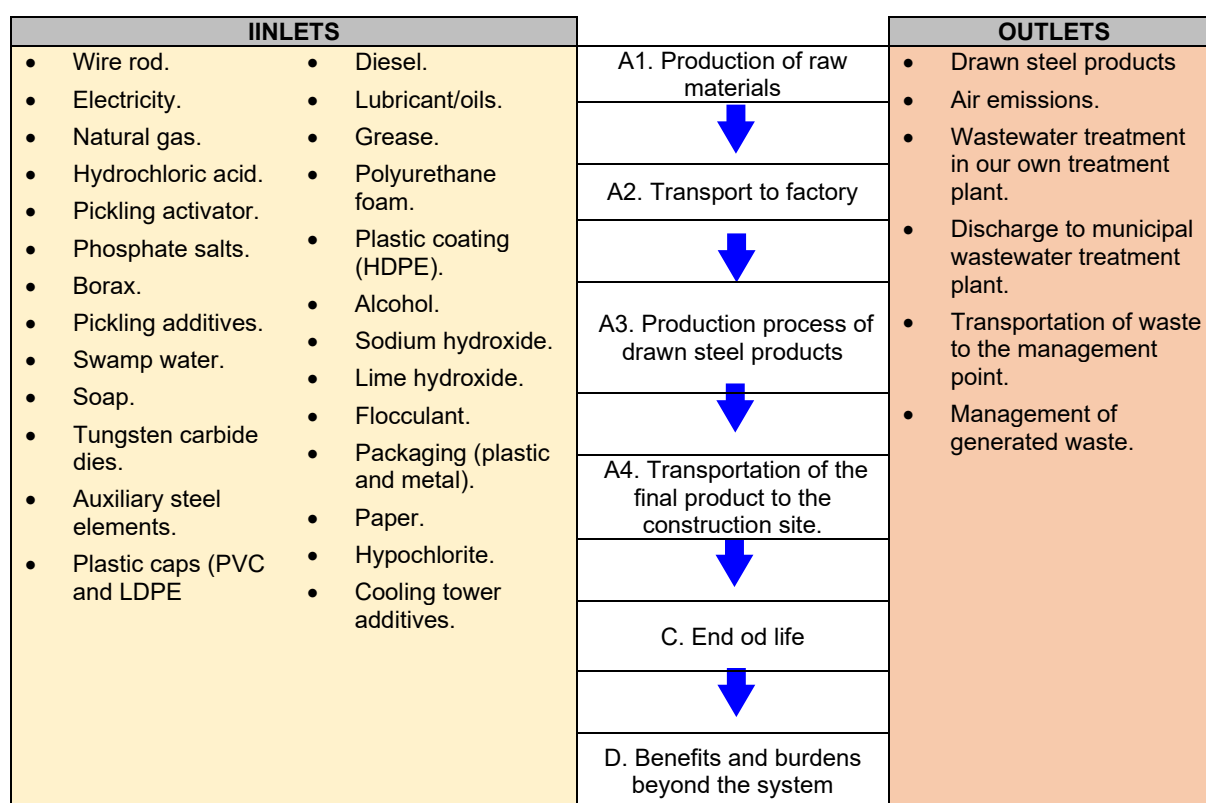 IINLETS
• Wire rod.
• Electricity.
• Natural gas.
• Hydrochloric acid.
• Pickling activator.
• Phosphate salts.
• Borax.
• Pickling additives.
• Swamp water.
• Soap.
• Tungsten carbide
dies.
• Auxiliary steel
elements.
• Plastic caps (PVC
and LDPE
• Diesel.
• Lubricant/oils.
• Grease.
• Polyurethane
foam.
• Plastic coating
(HDPE).
• Alcohol.
• Sodium hydroxide.
• Lime hydroxide.
• Flocculant.
• Packaging (plastic
and metal).
• Paper.
• Hypochlorite.
• Cooling tower
additives.
A1. Production of raw
materials
A2. Transport to factory
A3. Production process of
drawn steel products
A4. Transportation of the
final product to the
construction site.
C. End od life
D. Benefits and burdens
beyond the system
OUTLETS
• Drawn steel products
• Air emissions.
• Wastewater treatment
in our own treatment
plant.
• Discharge to municipal
wastewater treatment
plant.
• Transportation of waste
to the management
point.
• Management of
generated waste.